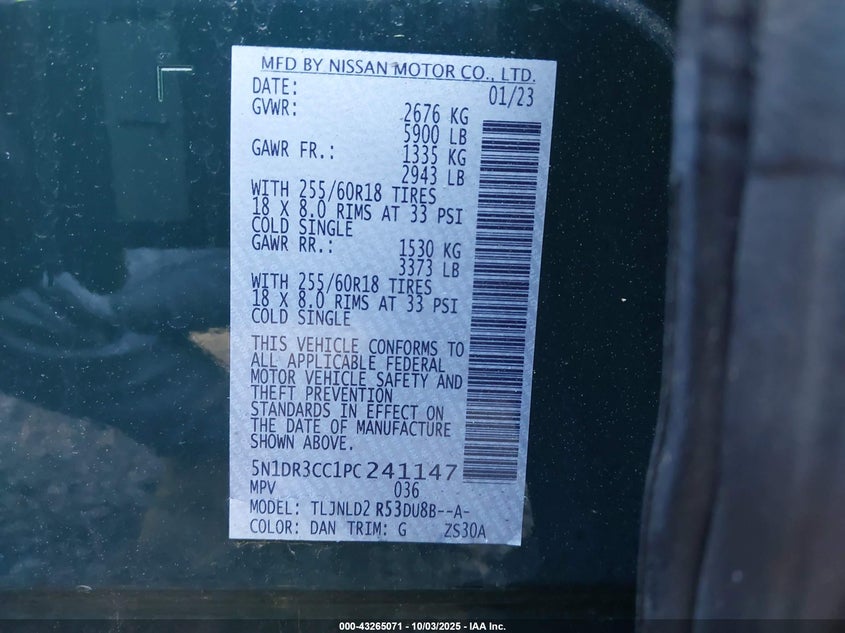 MFD BY NISSAN MOTOR CO., LTD.
DATE: 01/23
GVWR: 2676 KG
5900 LB
GAWR FR.: 1335 KG
2943 LB
WITH 255/60R18 TIRES
18 X 8.0 RIMS AT 33 PSI
COLD SINGLE
GAWR RR.: 1530 KG
3373 LB
WITH 255/60R18 TIRES
18 X 8.0 RIMS AT 33 PSI
COLD SINGLE
THIS VEHICLE CONFORMS TO
ALL APPLICABLE FEDERAL
MOTOR VEHICLE SAFETY AND
THEFT PREVENTION
STANDARDS IN EFFECT ON
THE DATE OF MANUFACTURE
SHOWN ABOVE.
5N1DR3CC1PC241147
MPV 036
MODEL: TLJNLD2 R53DU8B--A-
COLOR: DAN TRIM: G ZS30A
000-43265071 - 10/03/2025 - IAA Inc.